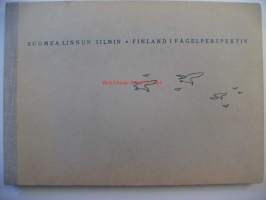 SUOMEA LINNUN SILMIN • FINLAND I FÅGELPERSPEKTIV